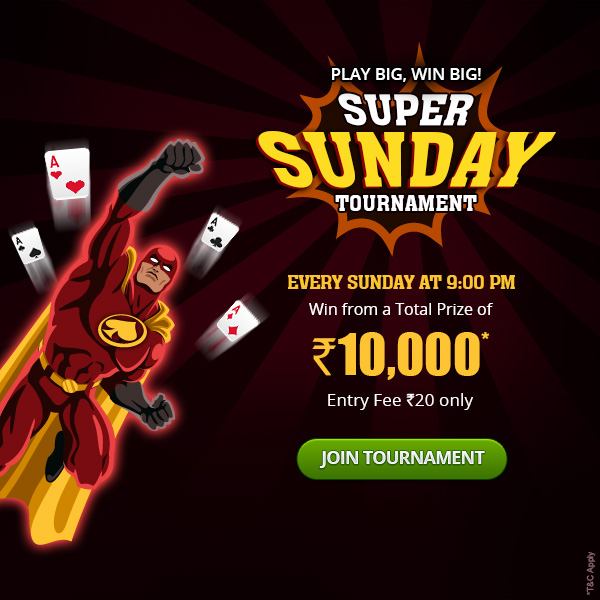 PLAY BIG, WIN BIG!
SUPER
SUNDAY
TOURNAMENT
EVERY SUNDAY AT 9:00 PM
Win from a Total Prize of
₹10,000*
Entry Fee ₹20 only
JOIN TOURNAMENT
A
A
A
A
*T&C Apply